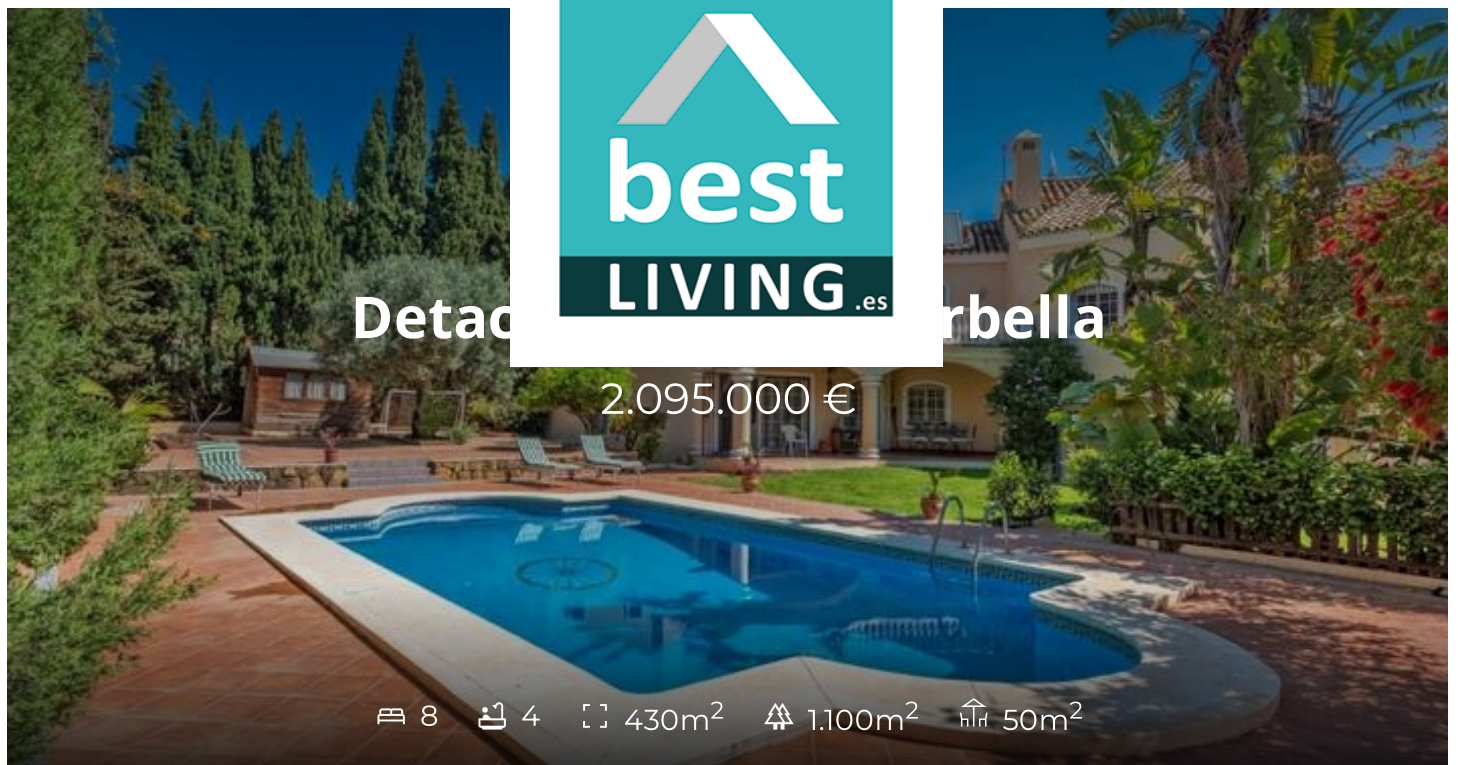 best
LIVING.es
Detac rbella
2.095.000 €
8 4 430m² 1.100m² 50m²